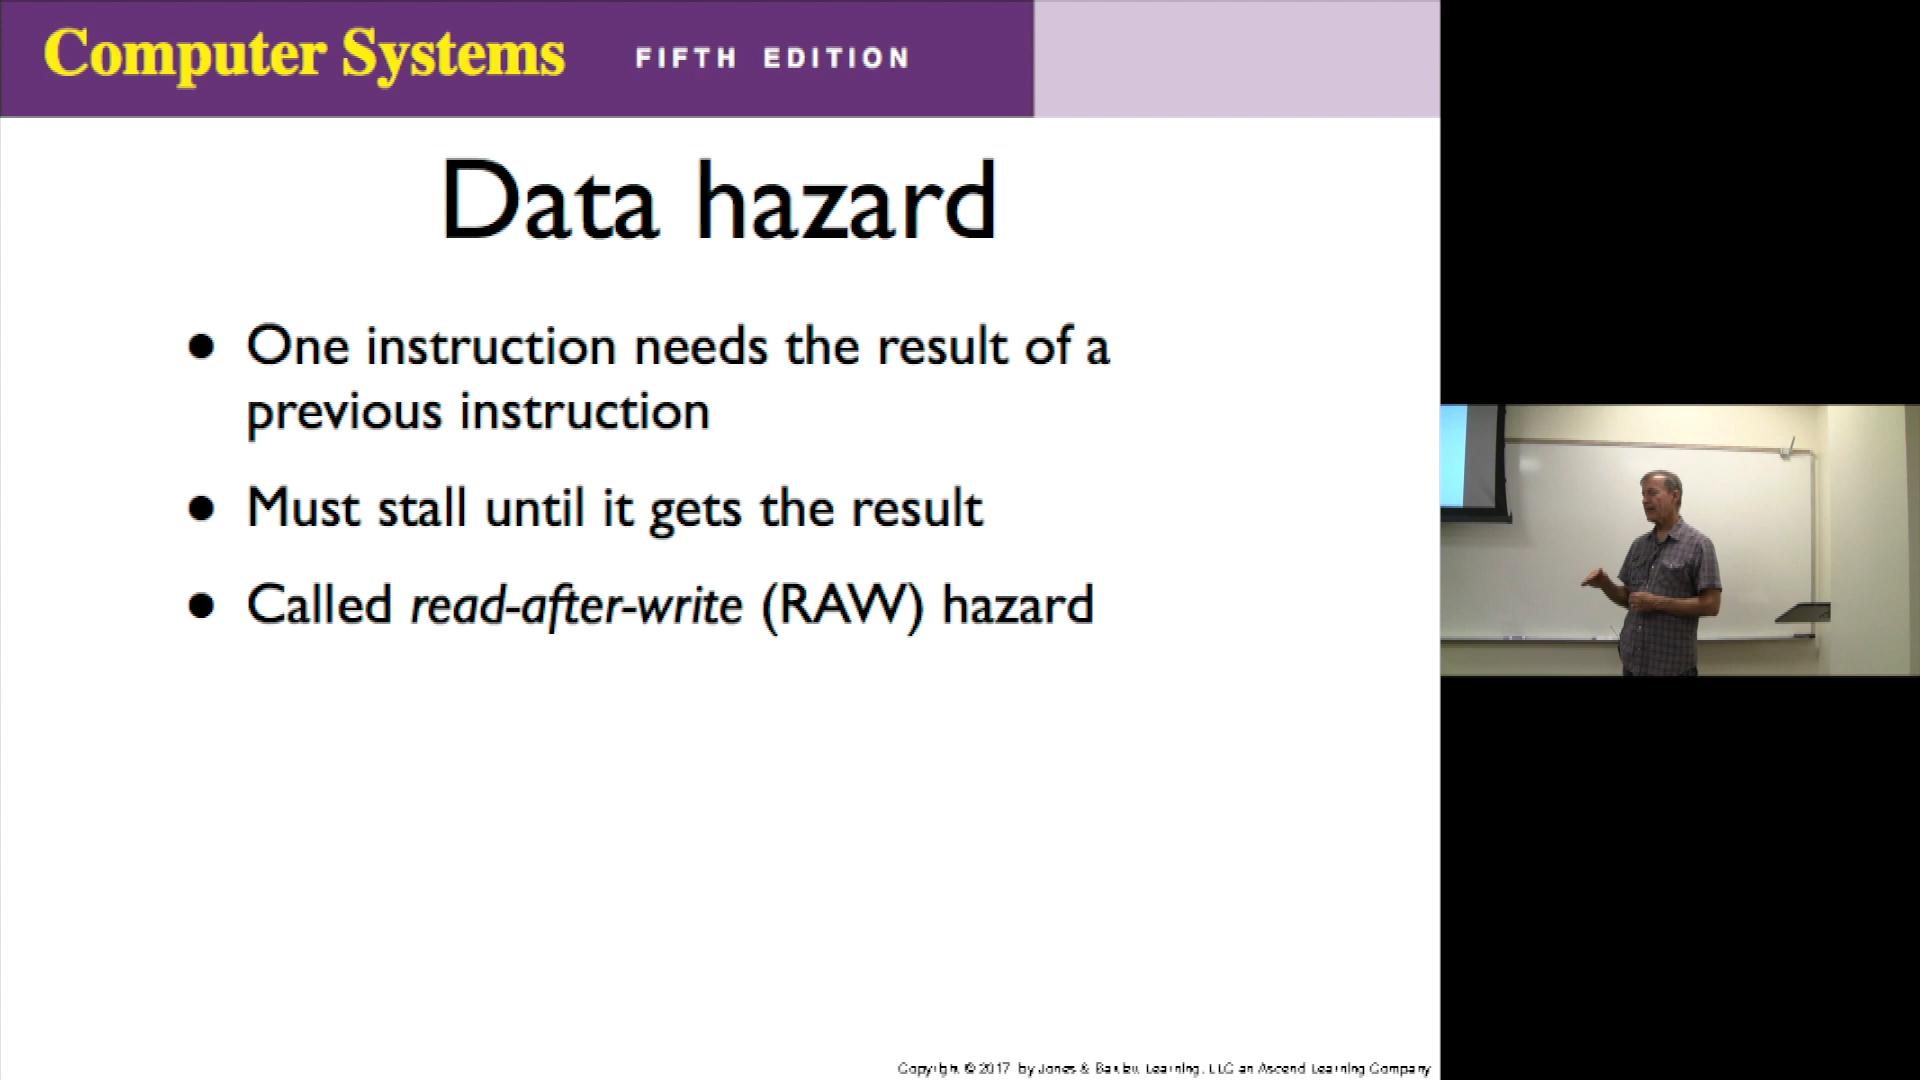 Computer Systems FIFTH EDITION
Data hazard
● One instruction needs the result of a
previous instruction
● Must stall until it gets the result
● Called read-after-write (RAW) hazard
Copyright © 2017 by Jones & Bartlett Learning, LLC an Ascend Learning Company